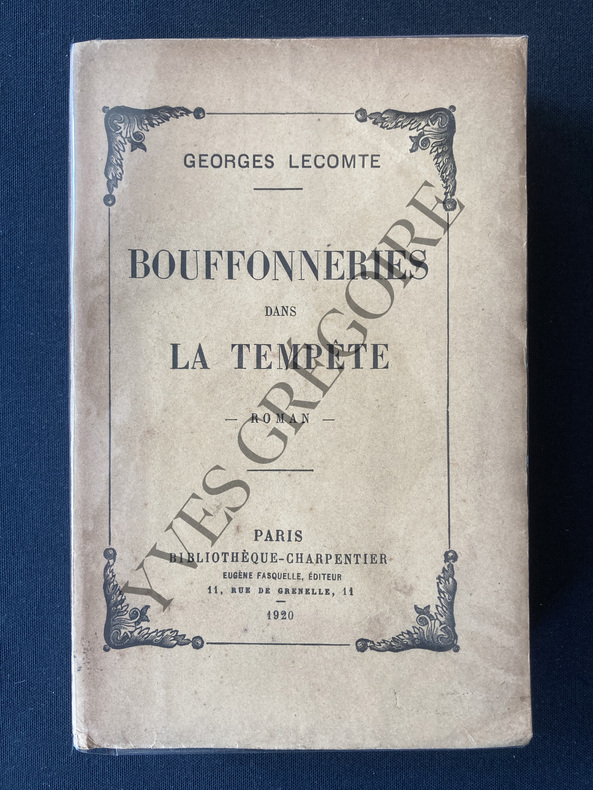 GEORGES LECOMTE
BOUFFONNERIES
DANS
LA TEMPÊTE
— ROMAN —
PARIS
BIBLIOTHÈQUE-CHARPENTIER
EUGÈNE FASQUELLE, ÉDITEUR
11, RUE DE GRENELLE, 11
1920
YVES GRÉGOIRE